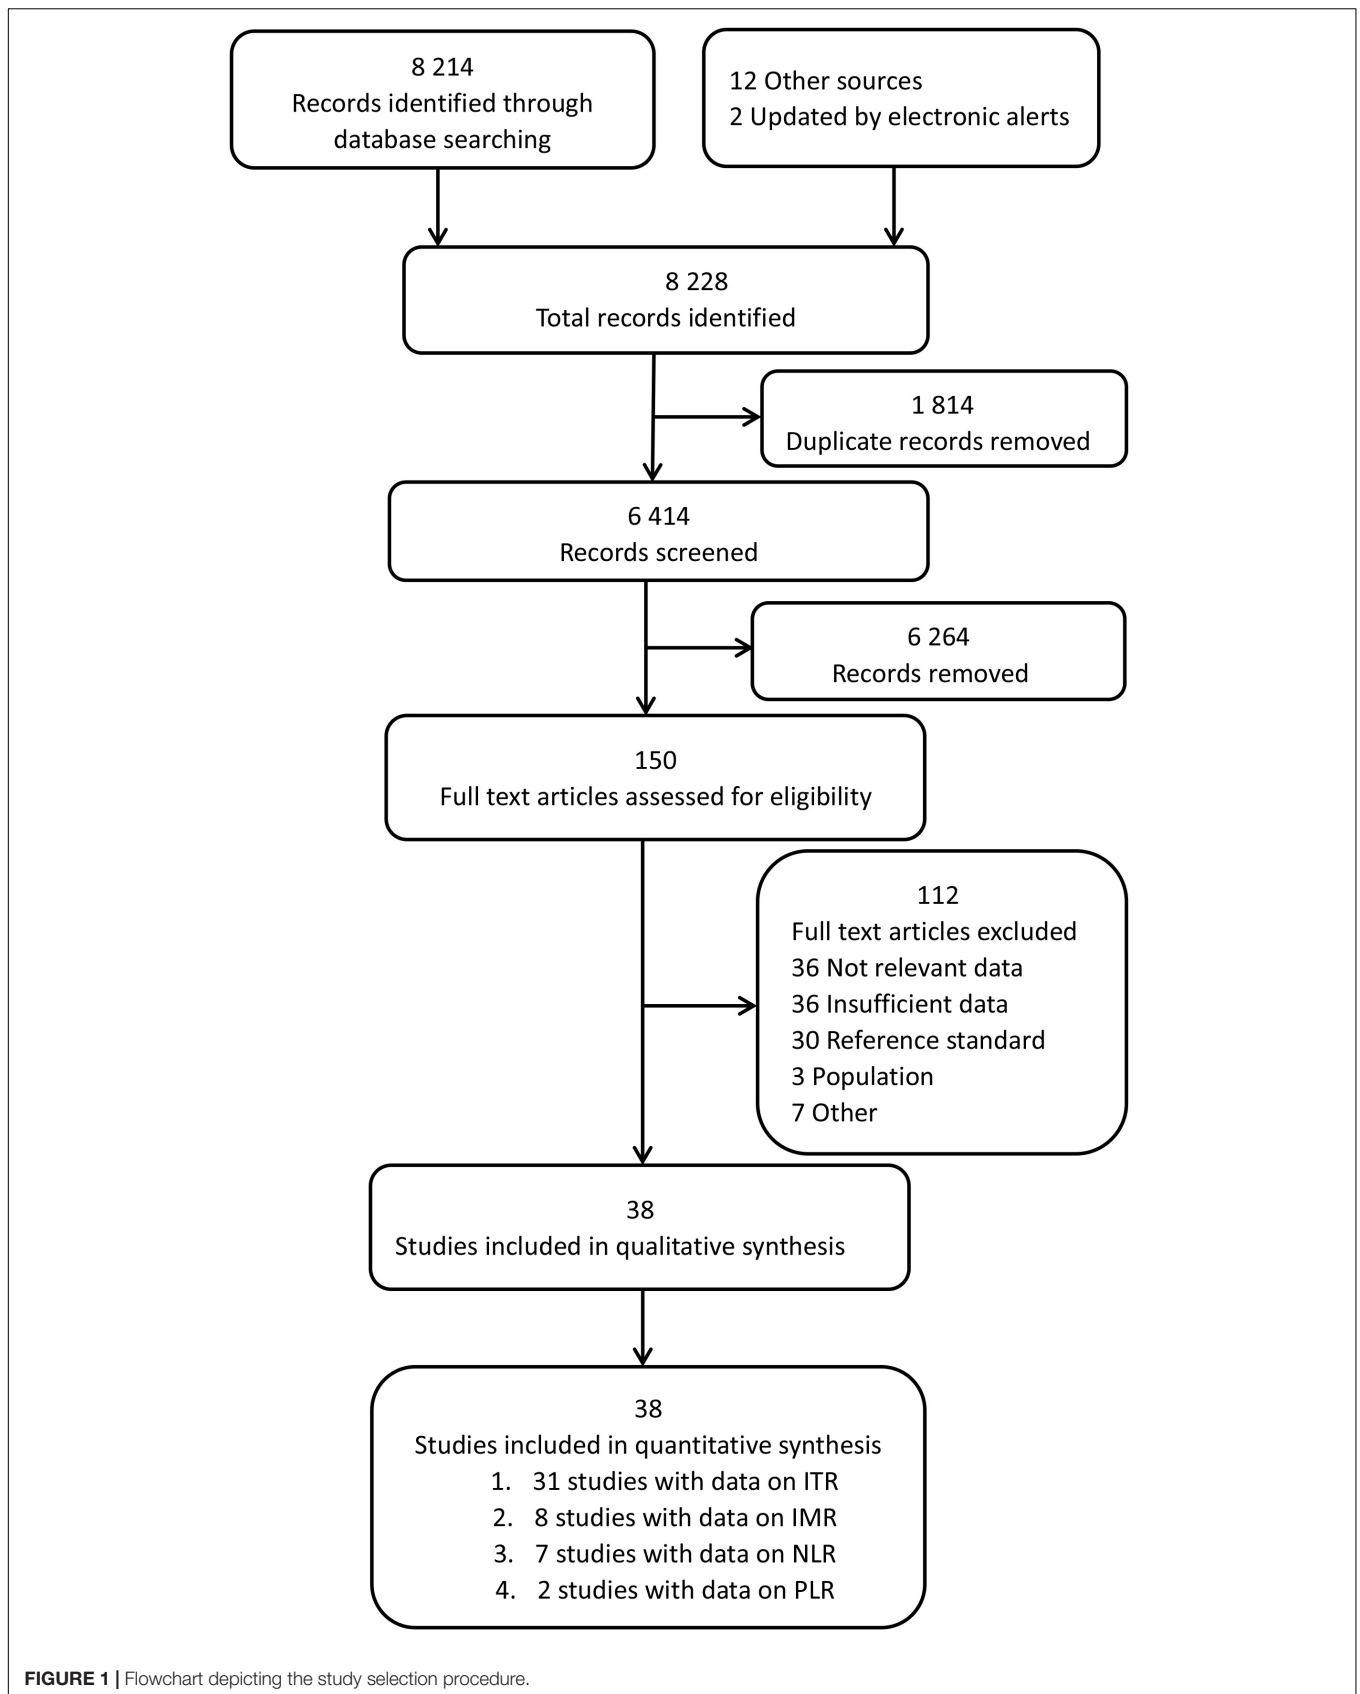 8 214
Records identified through
database searching
12 Other sources
2 Updated by electronic alerts
8 228
Total records identified
1 814
Duplicate records removed
6 414
Records screened
6 264
Records removed
150
Full text articles assessed for eligibility
112
Full text articles excluded
36 Not relevant data
36 Insufficient data
30 Reference standard
3 Population
7 Other
38
Studies included in qualitative synthesis
38
Studies included in quantitative synthesis
1. 31 studies with data on ITR
2. 8 studies with data on IMR
3. 7 studies with data on NLR
4. 2 studies with data on PLR
FIGURE 1 | Flowchart depicting the study selection procedure.